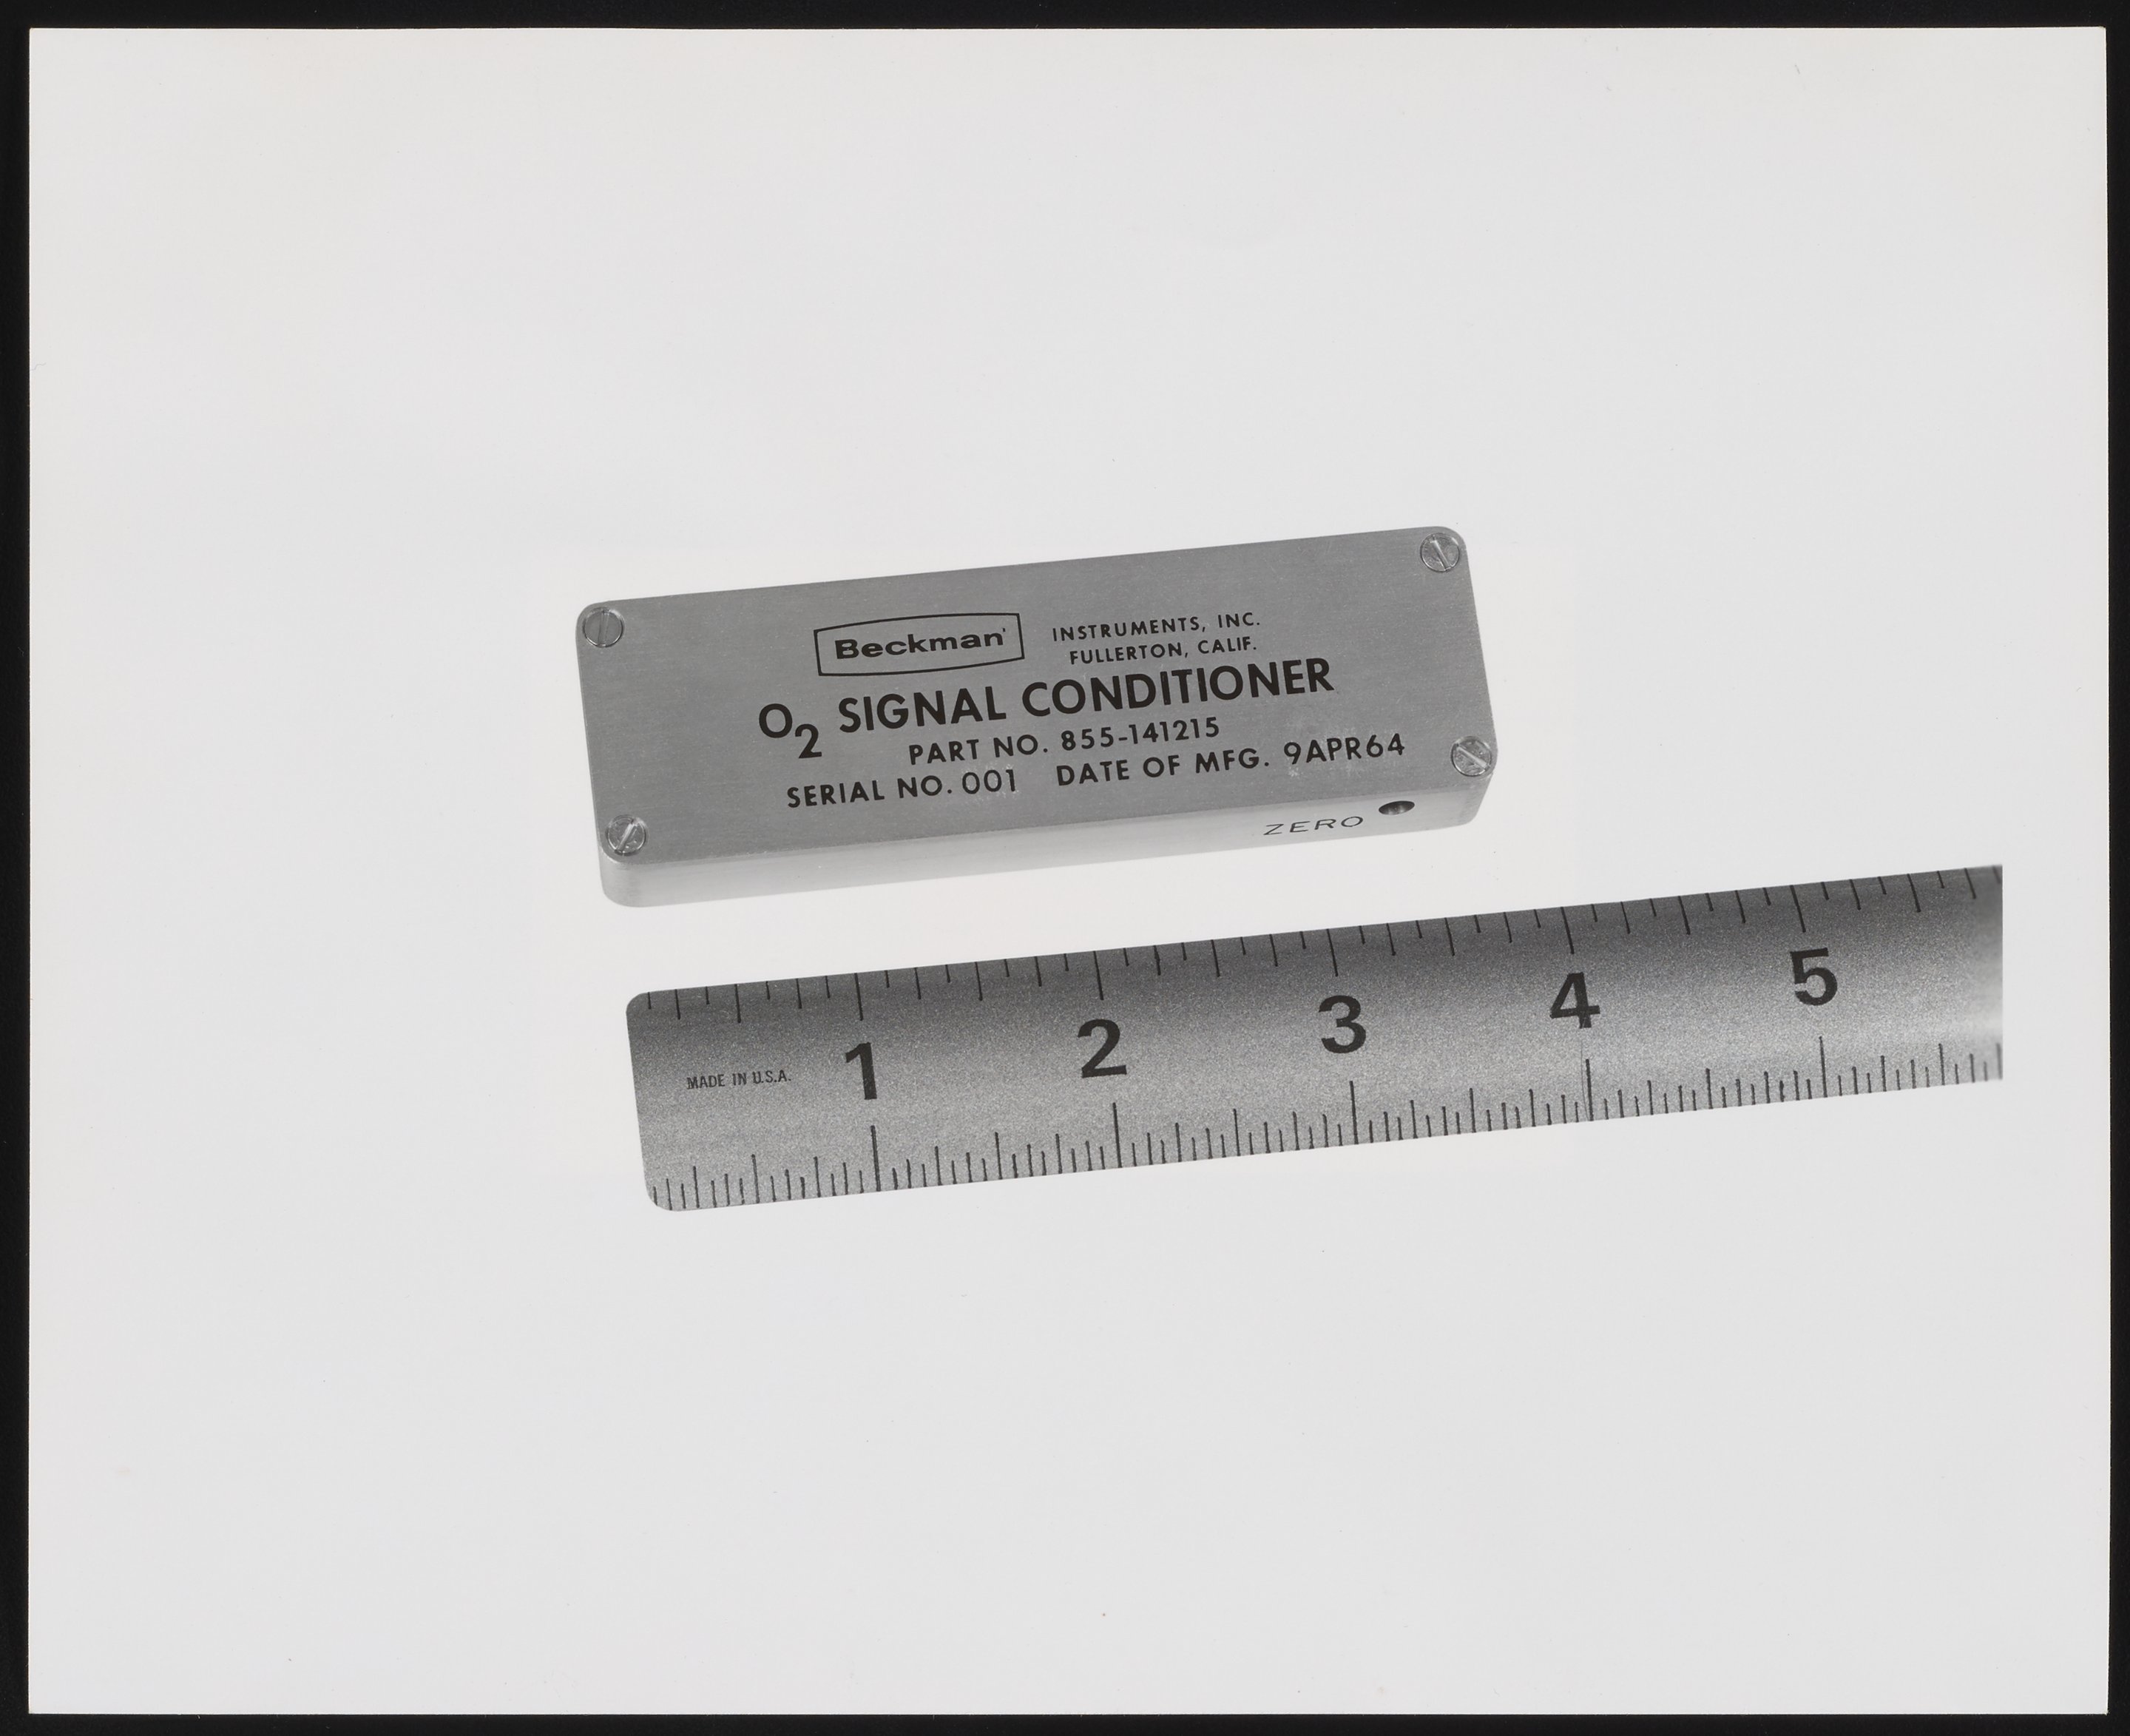 Beckman INSTRUMENTS, INC.
FULLERTON, CALIF.
O₂ SIGNAL CONDITIONER
PART NO. 855-141215
SERIAL NO. 001 DATE OF MFG. 9APR64
ZERO
1 2 3 4 5
MADE IN U.S.A.